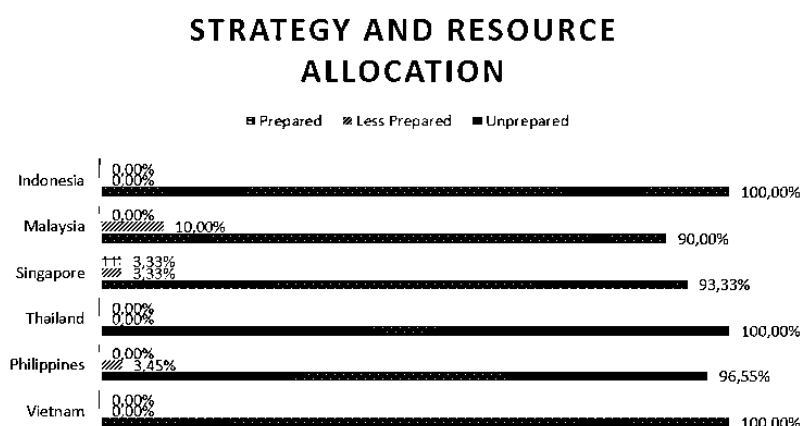 STRATEGY AND RESOURCE
ALLOCATION
Prepared Less Prepared Unprepared
Indonesia
0,00%
0,00%
100,00%
Malaysia
0,00%
10,00%
90,00%
Singapore
3,33%
3,33%
93,33%
Thailand
0,00%
0,00%
100,00%
Philippines
0,00%
3,45%
96,55%
Vietnam
0,00%
0,00%
100,00%